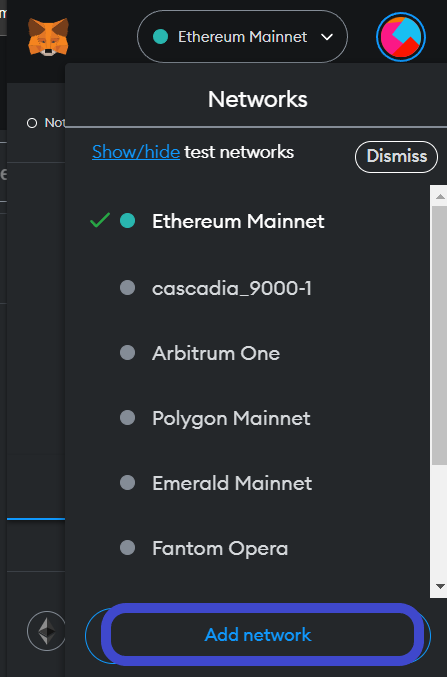 m
Ethereum Mainnet
Networks
Not
Show/hide test networks
Dismiss
e
Ethereum Mainnet
cascadia_9000-1
Arbitrum One
Polygon Mainnet
Emerald Mainnet
Fantom Opera
Add network